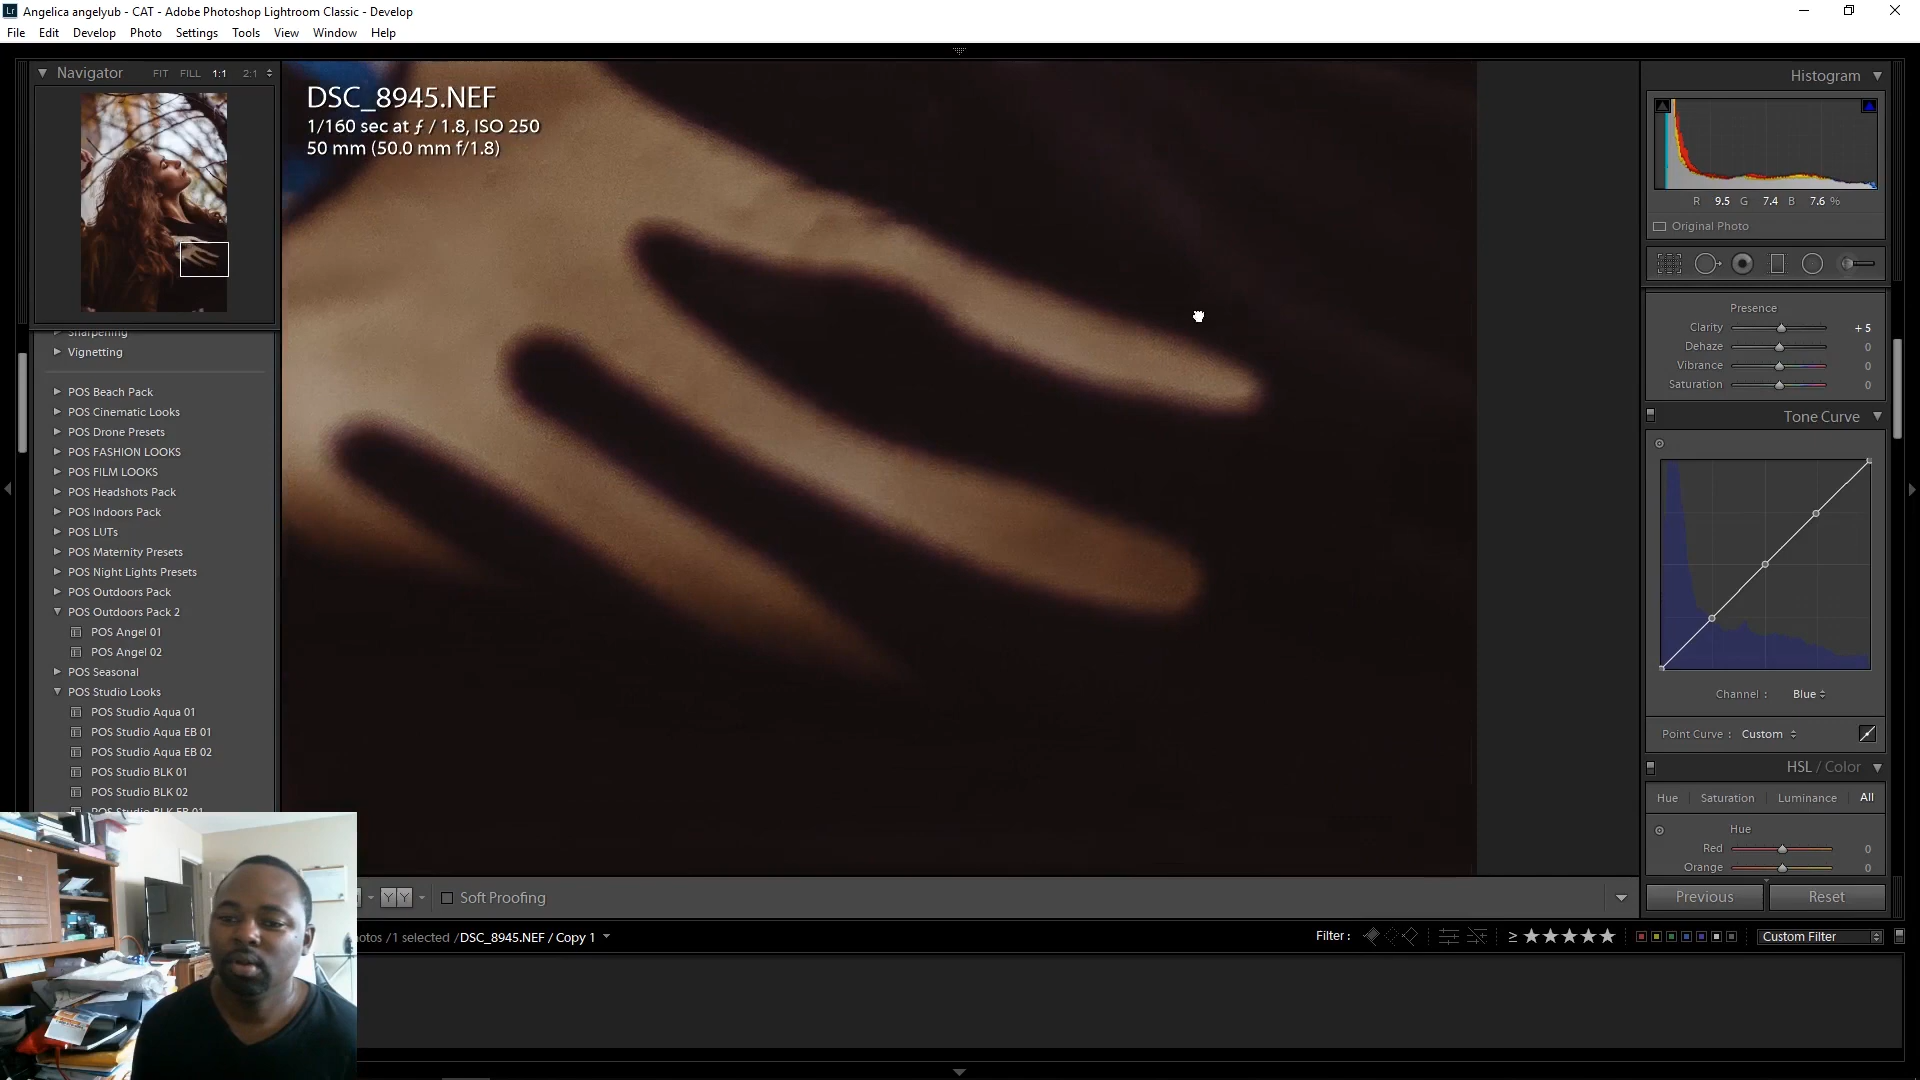 Lr Angelica angelyub - CAT - Adobe Photoshop Lightroom Classic - Develop
File Edit Develop Photo Settings Tools View Window Help
Navigator FIT FILL 1:1 2:1
Sharpening
Vignetting
POS Beach Pack
POS Cinematic Looks
POS Drone Presets
POS FASHION LOOKS
POS FILM LOOKS
POS Headshots Pack
POS Indoors Pack
POS LUTs
POS Maternity Presets
POS Night Lights Presets
POS Outdoors Pack
POS Outdoors Pack 2
POS Angel 01
POS Angel 02
POS Seasonal
POS Studio Looks
POS Studio Aqua 01
POS Studio Aqua EB 01
POS Studio Aqua EB 02
POS Studio BLK 01
POS Studio BLK 02
POS Studio BLK EB 01
DSC_8945.NEF
1/160 sec at ƒ / 1.8, ISO 250
50 mm (50.0 mm f/1.8)
Histogram
R 9.5 G 7.4 B 7.6 %
Original Photo
Presence
Clarity + 5
Dehaze 0
Vibrance 0
Saturation 0
Tone Curve
Channel : Blue
Point Curve : Custom
HSL / Color
Hue Saturation Luminance All
Hue
Red 0
Orange 0
Previous Reset
YY Soft Proofing
otos / 1 selected / DSC_8945.NEF / Copy 1
Filter : ≥ ★★★★★ Custom Filter